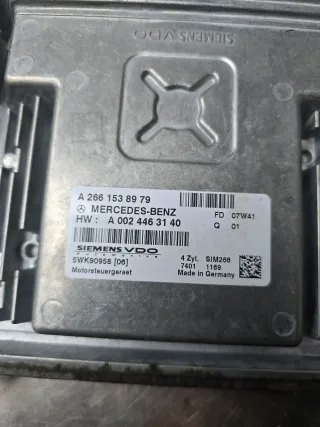 SIEMENS VDO
A 266 153 89 79
MERCEDES-BENZ FD 07W41
HW : A 002 446 31 40 Q 01
SIEMENS VDO
Automotive
5WK90958 [06] 4 Zyl. SIM266
7401 1169
Motorsteuergeraet Made in Germany